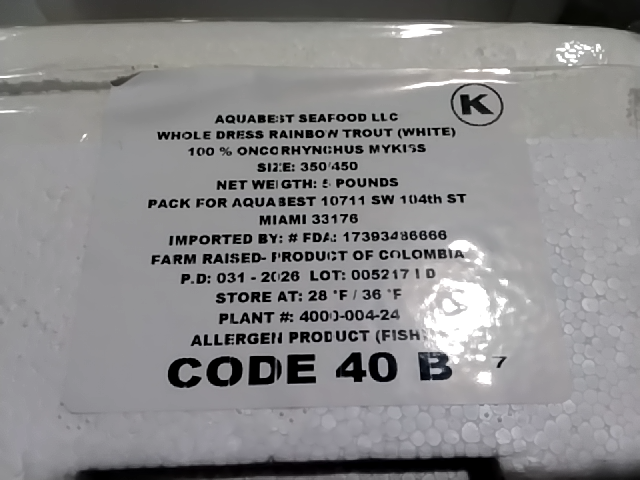 K
AQUABEST SEAFOOD LLC
WHOLE DRESS RAINBOW TROUT (WHITE)
100 % ONCORHYNCHUS MYKISS
SIZE: 350/450
NET WEIGTH: 5 POUNDS
PACK FOR AQUABEST 10711 SW 104th ST
MIAMI 33176
IMPORTED BY: # FDA: 17393486666
FARM RAISED- PRODUCT OF COLOMBIA
P.D: 031 - 2026 LOT: 005217 D
STORE AT: 28 °F / 36 °F
PLANT #: 4000-004-24
ALLERGEN PRODUCT (FISH)
CODE 40 B 7